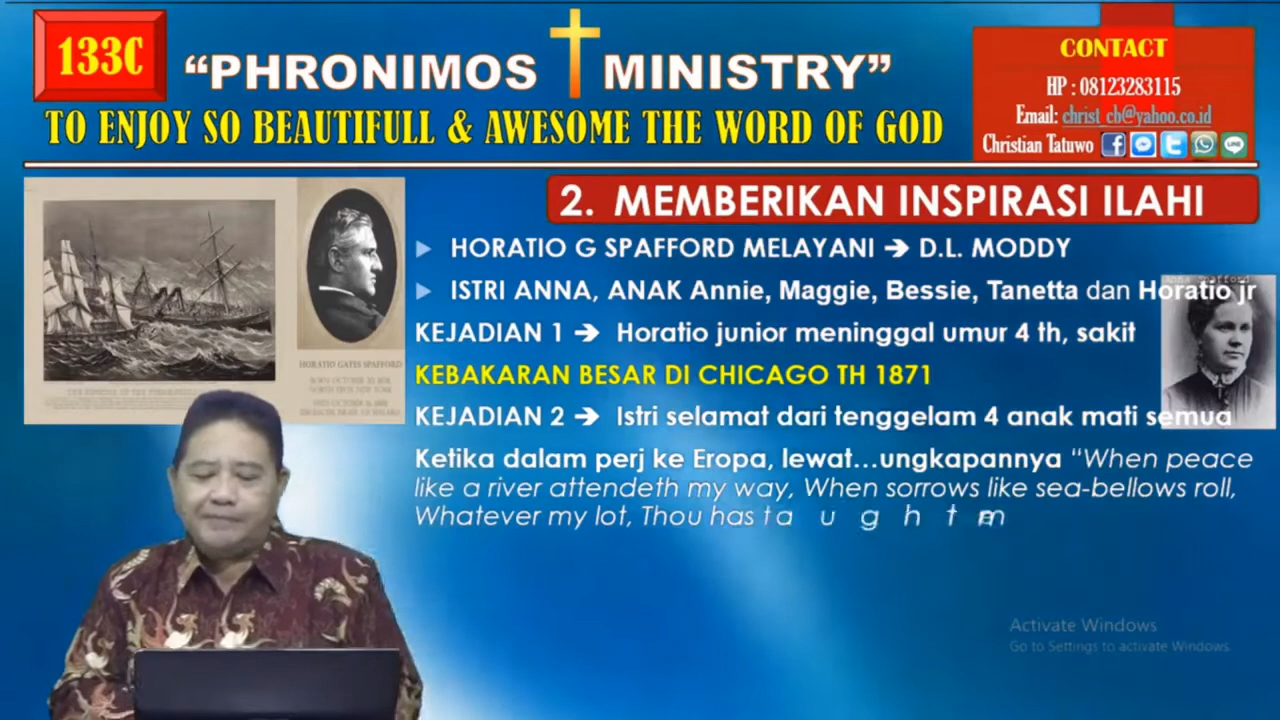 133C
“PHRONIMOS MINISTRY”
TO ENJOY SO BEAUTIFULL & AWESOME THE WORD OF GOD
CONTACT
HP : 08123283115
Email: christ_cb@yahoo.co.id
Christian Tatuwo
2. MEMBERIKAN INSPIRASI ILAHI
HORATIO G SPAFFORD MELAYANI ➔ D.L. MODDY
ISTRI ANNA, ANAK Annie, Maggie, Bessie, Tanetta dan Horatio jr
KEJADIAN 1 ➔ Horatio junior meninggal umur 4 th, sakit
KEBAKARAN BESAR DI CHICAGO TH 1871
KEJADIAN 2 ➔ Istri selamat dari tenggelam 4 anak mati semua
Ketika dalam perj ke Eropa, lewat...ungkapannya “When peace
like a river attendeth my way, When sorrows like sea-bellows roll,
Whatever my lot, Thou has taught m
HORATIO GATES SPAFFORD
Activate Windows
Go to Settings to activate Windows.